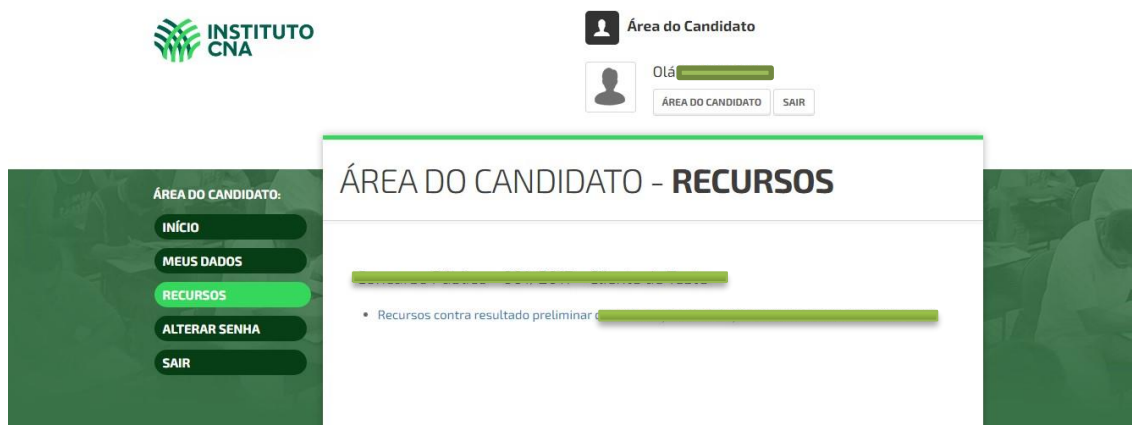 INSTITUTO
CNA
Área do Candidato
Olá
ÁREA DO CANDIDATO SAIR
ÁREA DO CANDIDATO - RECURSOS
ÁREA DO CANDIDATO:
INÍCIO
MEUS DADOS
RECURSOS
ALTERAR SENHA
SAIR
Recursos contra resultado preliminar